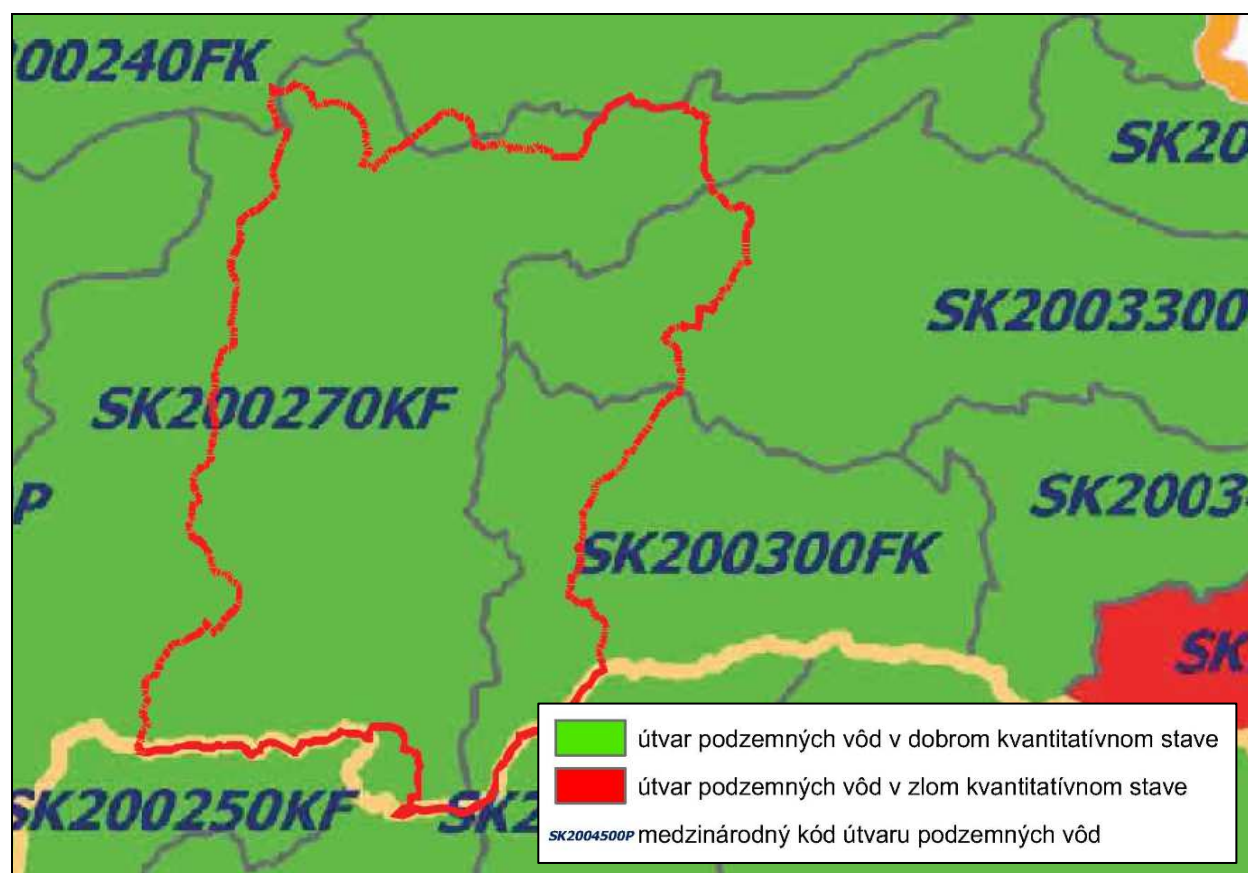 00240FK
SK20
SK2003300
SK200270KF
P
SK2003
SK200300FK
SK
SK200250KF
SK2
útvar podzemných vôd v dobrom kvantitatívnom stave
útvar podzemných vôd v zlom kvantitatívnom stave
SK2004500P medzinárodný kód útvaru podzemných vôd